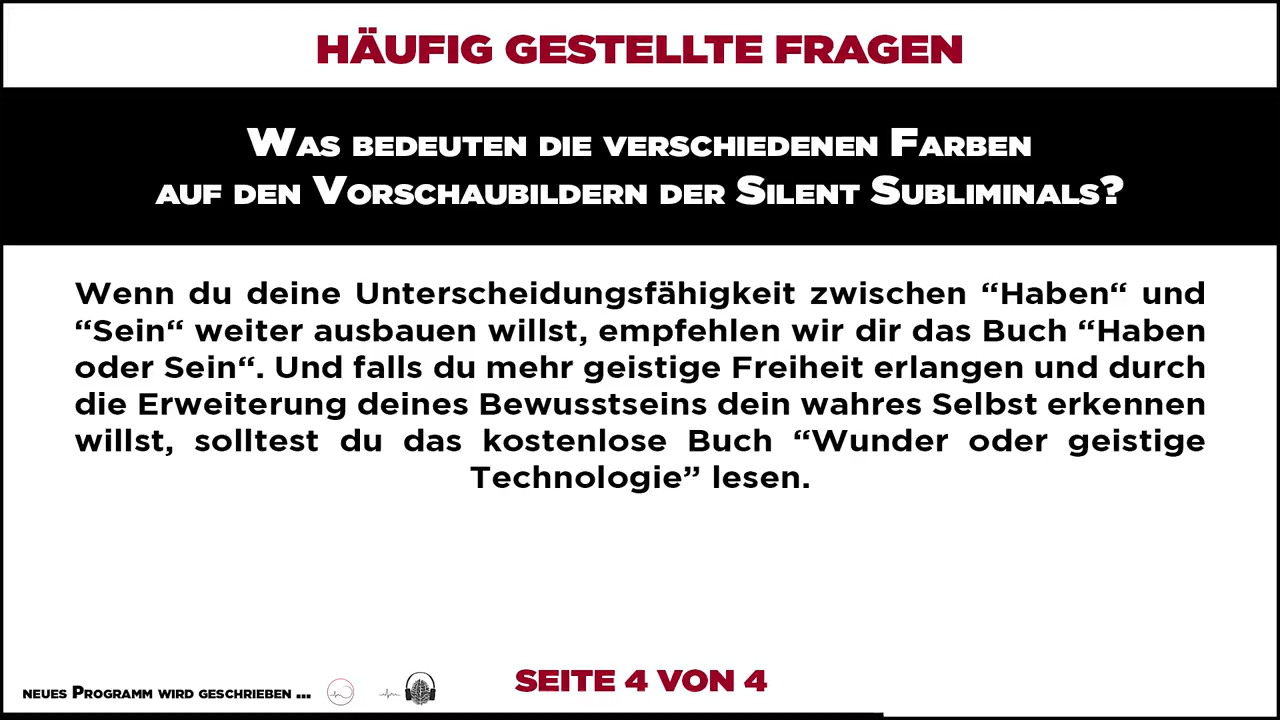 HÄUFIG GESTELLTE FRAGEN
Was bedeuten die verschiedenen Farben
auf den Vorschaubildern der Silent Subliminals?
Wenn du deine Unterscheidungsfähigkeit zwischen “Haben“ und
“Sein“ weiter ausbauen willst, empfehlen wir dir das Buch “Haben
oder Sein“. Und falls du mehr geistige Freiheit erlangen und durch
die Erweiterung deines Bewusstseins dein wahres Selbst erkennen
willst, solltest du das kostenlose Buch “Wunder oder geistige
Technologie” lesen.
SEITE 4 VON 4
neues Programm wird geschrieben ...